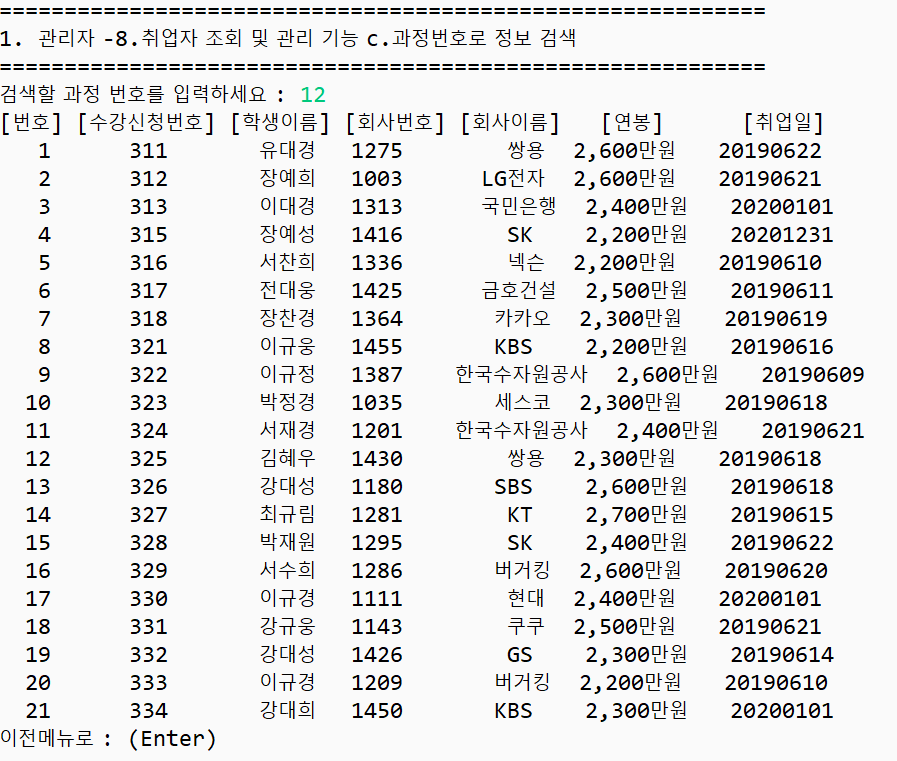 ============================================================
1. 관리자 -8.취업자 조회 및 관리 기능 c.과정번호로 정보 검색
============================================================
검색할 과정 번호를 입력하세요 : 12
[번호] [수강신청번호] [학생이름] [회사번호] [회사이름] [연봉] [취업일]
1 311 유대경 1275 쌍용 2,600만원 20190622
2 312 장예희 1003 LG전자 2,600만원 20190621
3 313 이대경 1313 국민은행 2,400만원 20200101
4 315 장예성 1416 SK 2,200만원 20201231
5 316 서찬희 1336 넥슨 2,200만원 20190610
6 317 전대웅 1425 금호건설 2,500만원 20190611
7 318 장찬경 1364 카카오 2,300만원 20190619
8 321 이규웅 1455 KBS 2,200만원 20190616
9 322 이규정 1387 한국수자원공사 2,600만원 20190609
10 323 박정경 1035 세스코 2,300만원 20190618
11 324 서재경 1201 한국수자원공사 2,400만원 20190621
12 325 김혜우 1430 쌍용 2,300만원 20190618
13 326 강대성 1180 SBS 2,600만원 20190618
14 327 최규림 1281 KT 2,700만원 20190615
15 328 박재원 1295 SK 2,400만원 20190622
16 329 서수희 1286 버거킹 2,600만원 20190620
17 330 이규경 1111 현대 2,400만원 20200101
18 331 강규웅 1143 쿠쿠 2,500만원 20190621
19 332 강대성 1426 GS 2,300만원 20190614
20 333 이규경 1209 버거킹 2,200만원 20190610
21 334 강대희 1450 KBS 2,300만원 20200101
이전메뉴로 : (Enter)